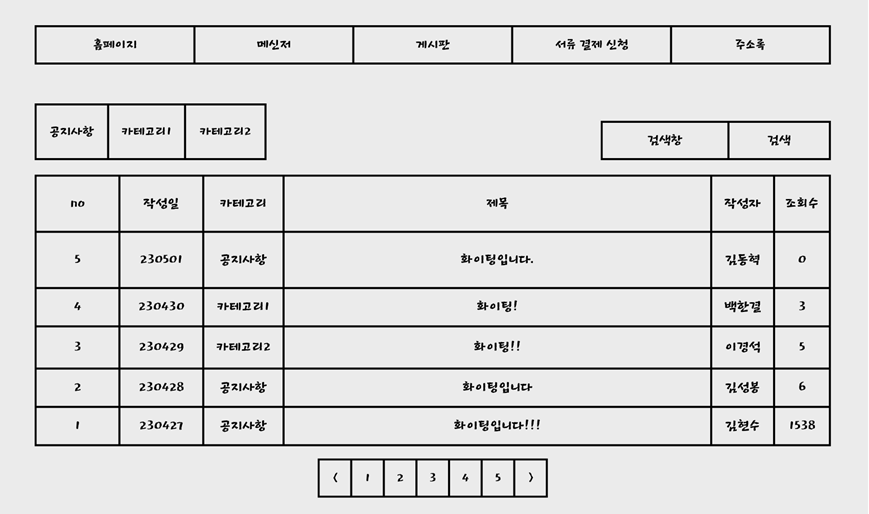 홈페이지 메신저 게시판 서류 결제 신청 주소록
공지사항 카테고리1 카테고리2 검색창 검색
no 작성일 카테고리 제목 작성자 조회수
5 230501 공지사항 화이팅입니다. 김동혁 0
4 230430 카테고리1 화이팅! 백한결 3
3 230429 카테고리2 화이팅!! 이경석 5
2 230428 공지사항 화이팅입니다 김성봉 6
1 230427 공지사항 화이팅입니다!!! 김현수 1538
< 1 2 3 4 5 >